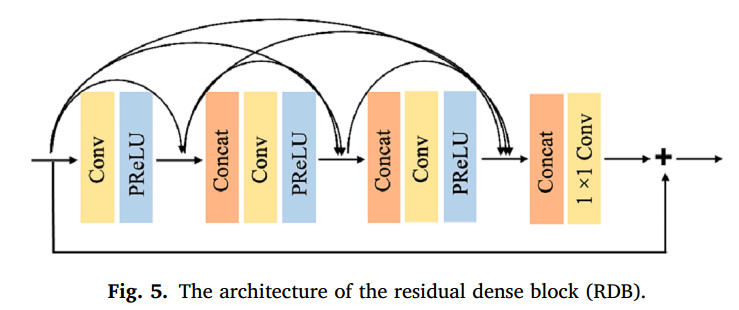 Conv
PReLU
Concat
Conv
PReLU
Concat
Conv
PReLU
Concat
1 ×1 Conv
+
Fig. 5. The architecture of the residual dense block (RDB).